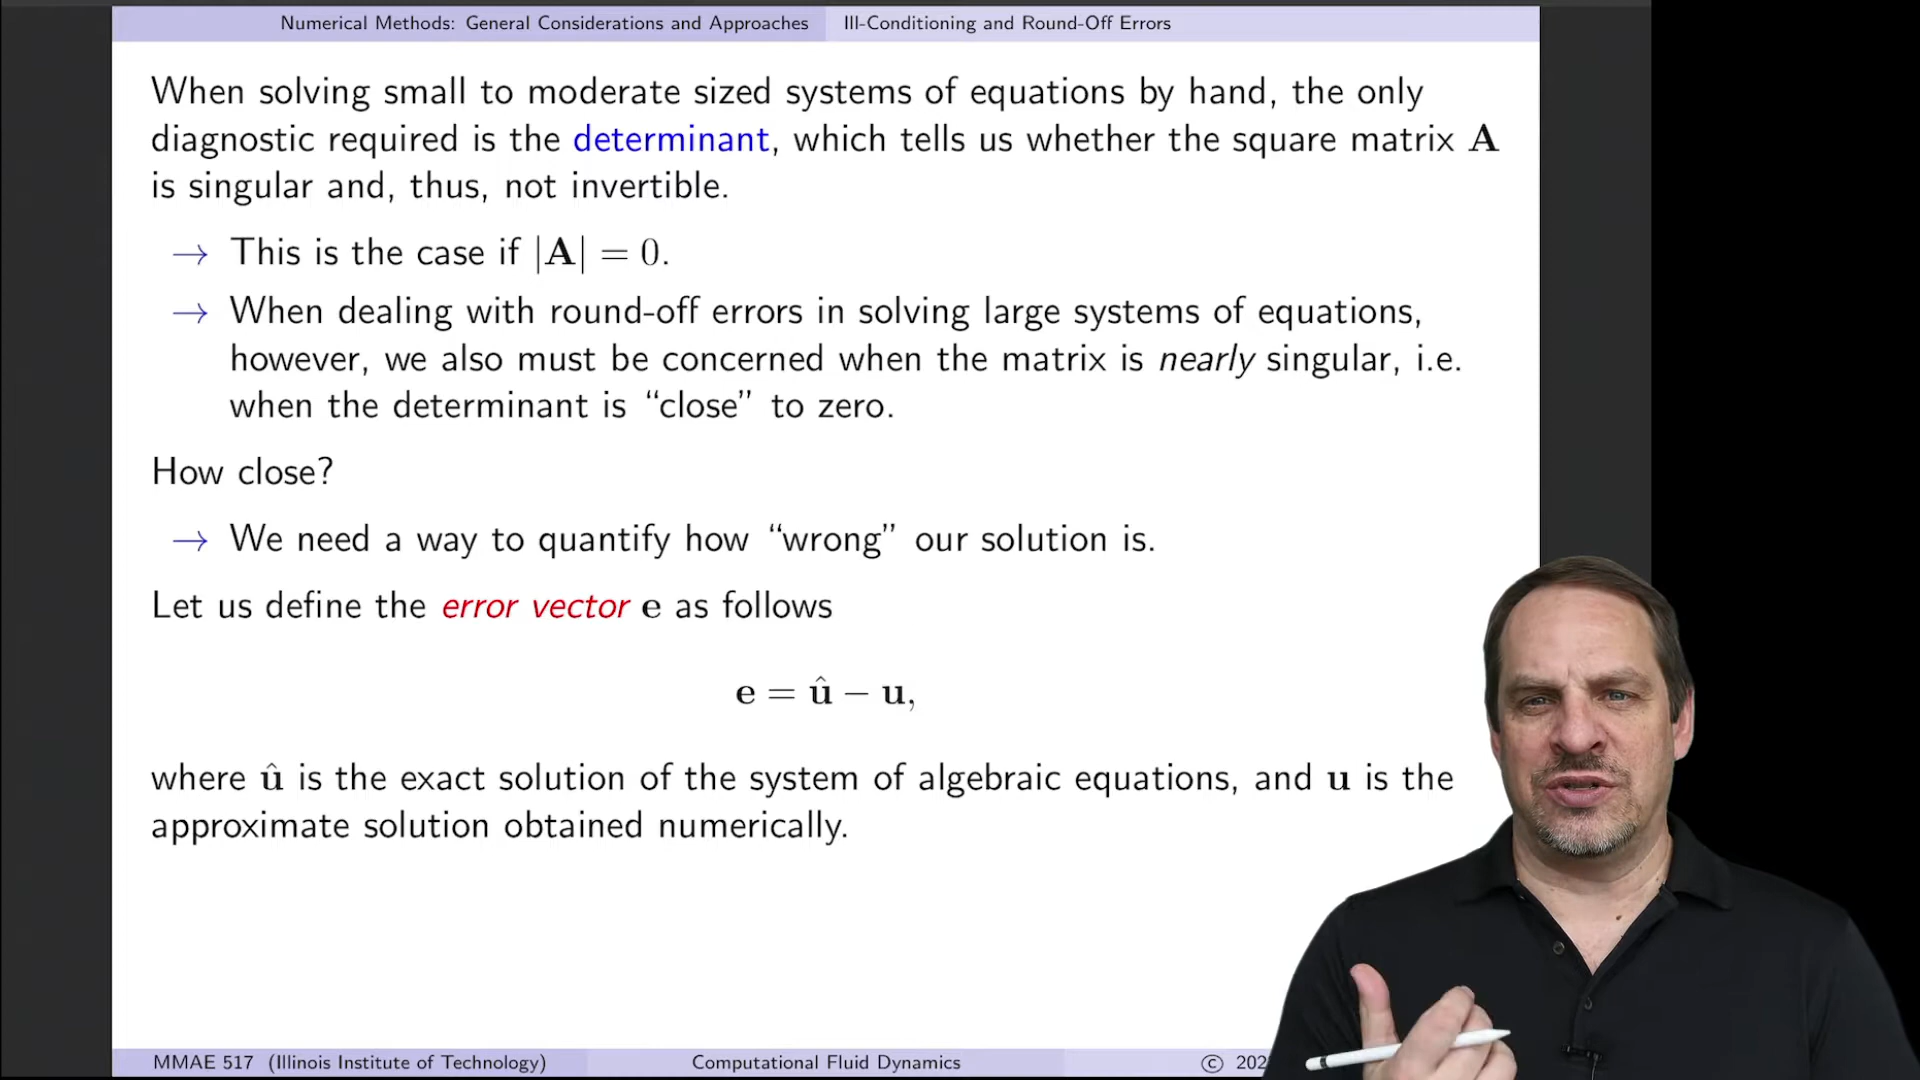 Numerical Methods: General Considerations and Approaches Ill-Conditioning and Round-Off Errors
When solving small to moderate sized systems of equations by hand, the only
diagnostic required is the determinant, which tells us whether the square matrix A
is singular and, thus, not invertible.
→ This is the case if |A| = 0.
→ When dealing with round-off errors in solving large systems of equations,
however, we also must be concerned when the matrix is nearly singular, i.e.
when the determinant is “close” to zero.
How close?
→ We need a way to quantify how “wrong” our solution is.
Let us define the error vector e as follows
e = û − u,
where û is the exact solution of the system of algebraic equations, and u is the
approximate solution obtained numerically.
MMAE 517 (Illinois Institute of Technology) Computational Fluid Dynamics ©